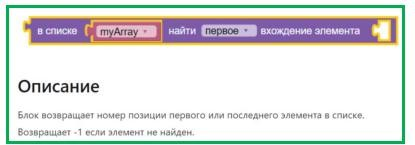 в списке myArray найти первое вхождение элемента
Описание
Блок возвращает номер позиции первого или последнего элемента в списке.
Возвращает -1 если элемент не найден.